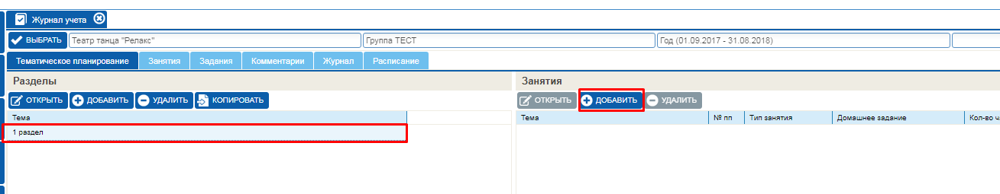 Журнал учета
ВЫБРАТЬ Театр танца "Релакс" Группа ТЕСТ Год (01.09.2017 - 31.08.2018)
Тематическое планирование Занятия Задания Комментарии Журнал Расписание
Разделы Занятия
ОТКРЫТЬ ДОБАВИТЬ УДАЛИТЬ КОПИРОВАТЬ ОТКРЫТЬ ДОБАВИТЬ УДАЛИТЬ
Тема Тема № пп Тип занятия Домашнее задание Кол-во ч
1 раздел